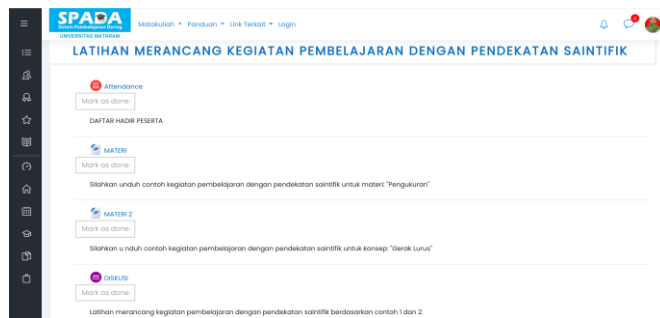 SPADA
Sistem Pembelajaran Daring
UNIVERSITAS MATARAM
Matakuliah Panduan Link Terkait Login
LATIHAN MERANCANG KEGIATAN PEMBELAJARAN DENGAN PENDEKATAN SAINTIFIK
Attendance
Mark as done
DAFTAR HADIR PESERTA
MATERI
Mark as done
Silahkan unduh contoh kegiatan pembelajaran dengan pendekatan saintifik untuk materi: "Pengukuran"
MATERI 2
Mark as done
Silahkan u nduh contoh kegiatan pembelajaran dengan pendekatan saintifik untuk konsep: "Gerak Lurus"
DISKUSI
Mark as done
Latihan merancang kegiatan pembelajaran dengan pendekatan saintifik berdasarkan contoh 1 dan 2.